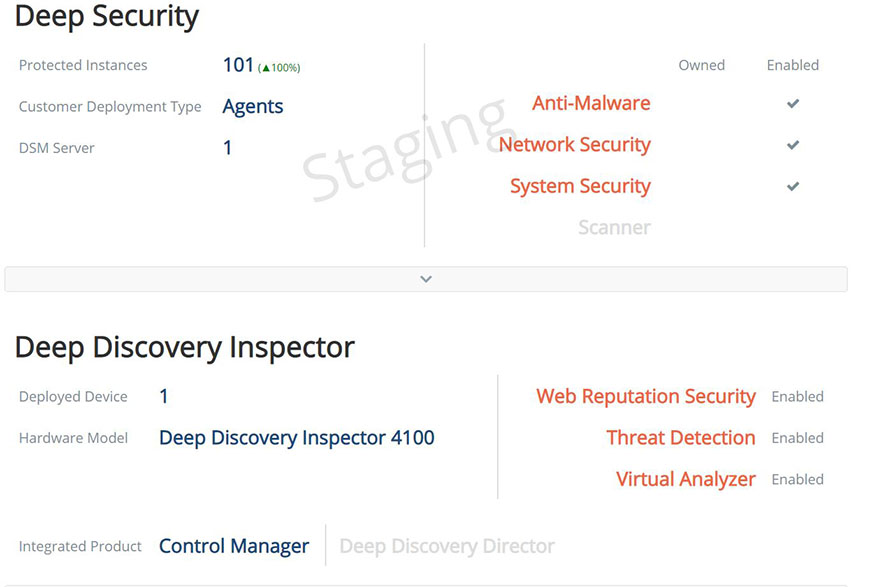 Deep Security
Protected Instances 101 (▲100%)
Customer Deployment Type Agents
DSM Server 1
Staging
Owned Enabled
Anti-Malware ✔
Network Security ✔
System Security ✔
Scanner
Deep Discovery Inspector
Deployed Device 1
Hardware Model Deep Discovery Inspector 4100
Web Reputation Security Enabled
Threat Detection Enabled
Virtual Analyzer Enabled
Integrated Product Control Manager Deep Discovery Director